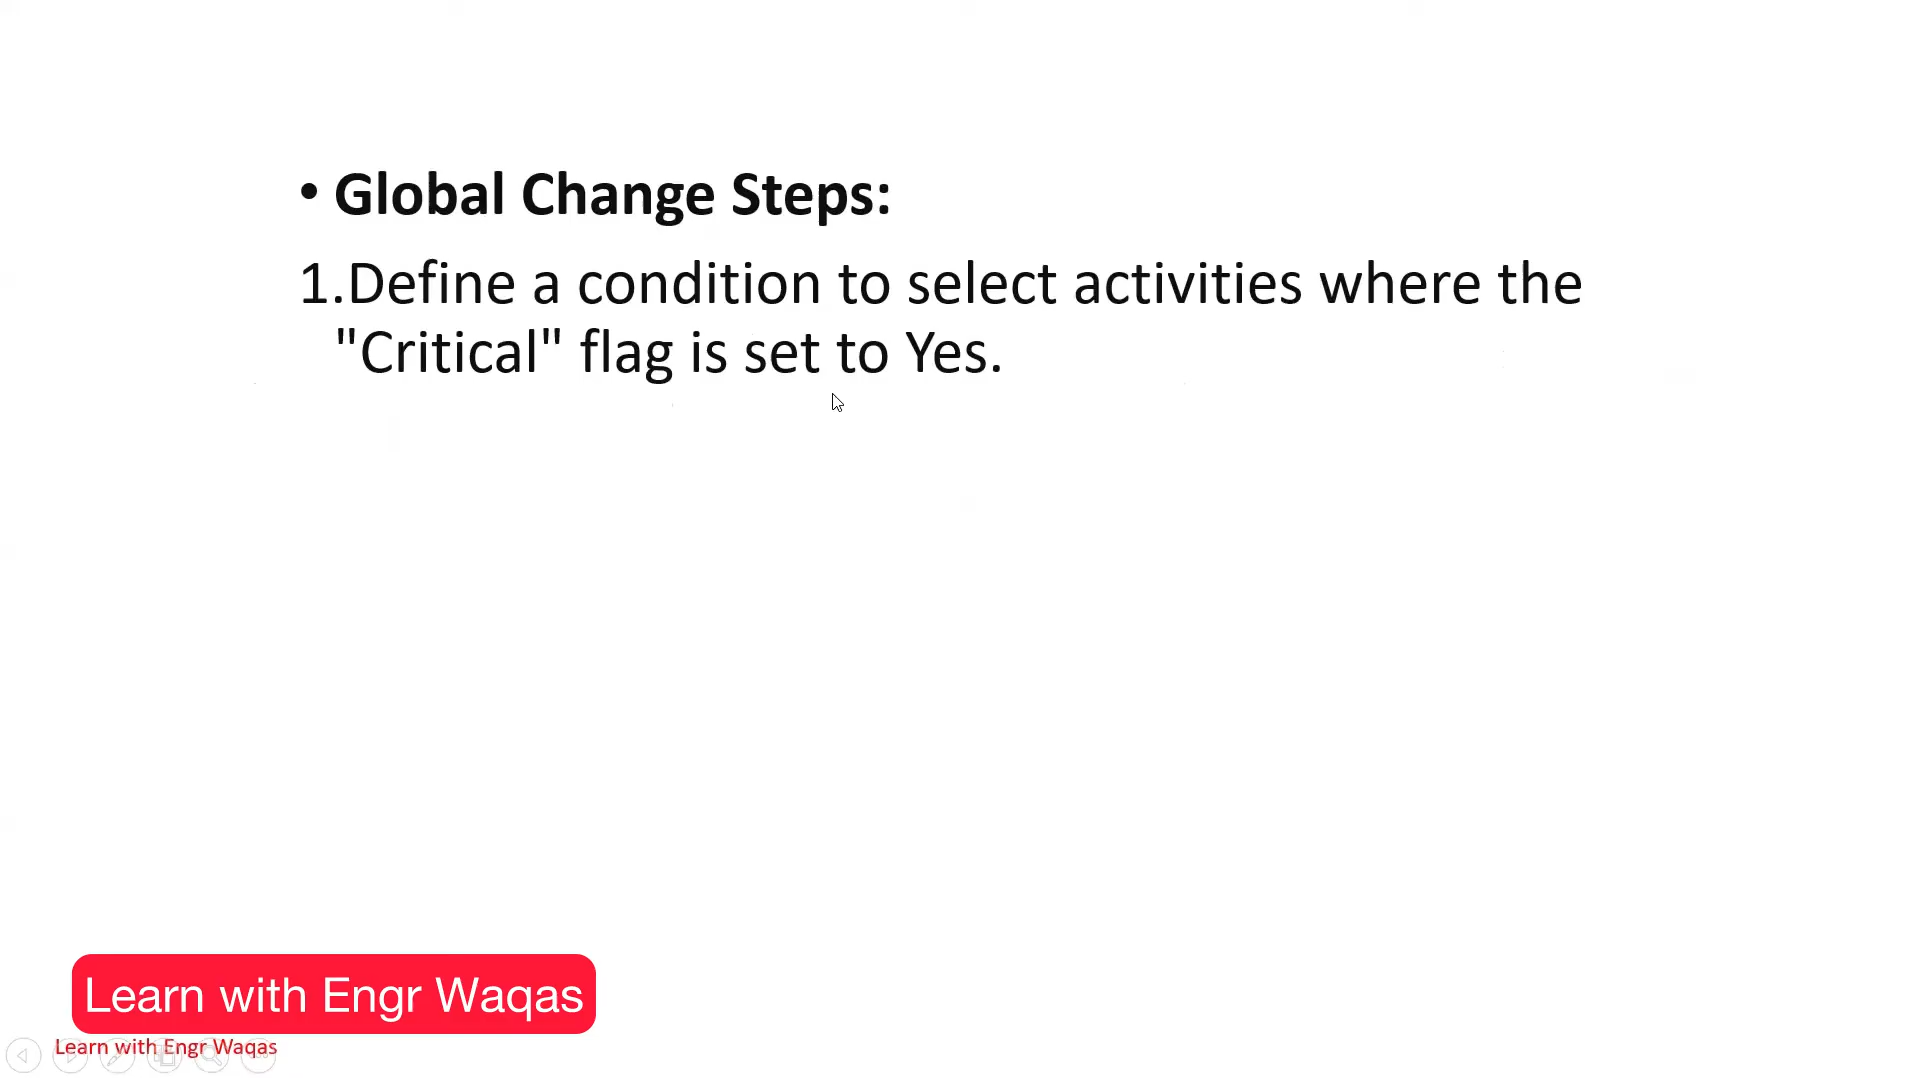 • Global Change Steps:
1.Define a condition to select activities where the
"Critical" flag is set to Yes.
Learn with Engr Waqas
Learn with Engr Waqas